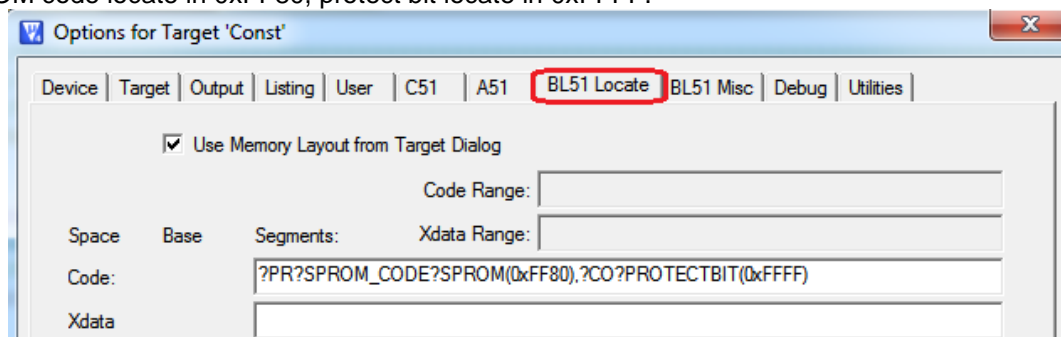 code locate in 0xFF80, protect bit locate in 0xFFFF.
Options for Target 'Const'
x
Device Target Output Listing User C51 A51 BL51 Locate BL51 Misc Debug Utilities
Use Memory Layout from Target Dialog
Code Range:
Space Base Segments: Xdata Range:
Code: ?PR?SPROM_CODE?SPROM(0xFF80),?CO?PROTECTBIT(0xFFFF)
Xdata